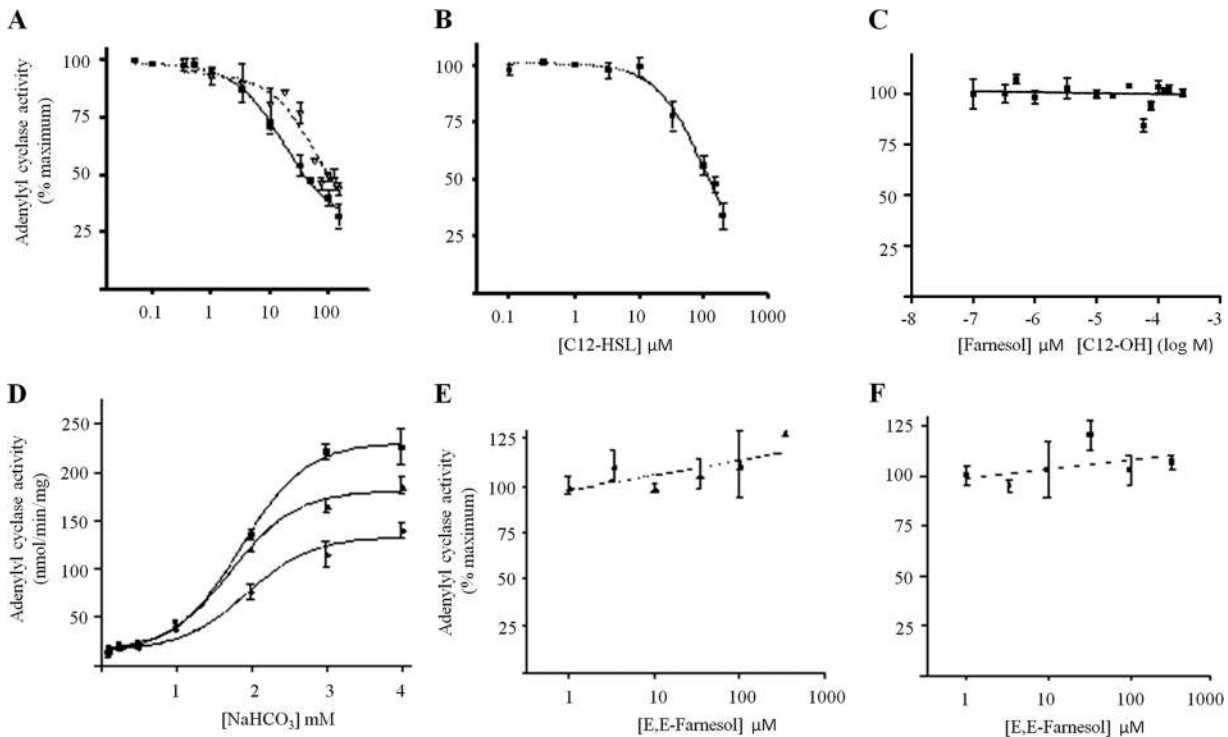 A
Adenylyl cyclase activity
(% maximum)
100
75
50
25
0.1 1 10 100
B
100
75
50
25
0.1 1 10 100 1000
[C12-HSL] µM
C
100
75
50
25
-8 -7 -6 -5 -4 -3
[Farnesol] µM [C12-OH] (log M)
D
Adenylyl cyclase activity
(nmol/min/mg)
250
200
150
100
50
1 2 3 4
[NaHCO₃] mM
E
Adenylyl cyclase activity
(% maximum)
125
100
75
50
25
1 10 100 1000
[E,E-Farnesol] µM
F
125
100
75
50
25
1 10 100 1000
[E,E-Farnesol] µM